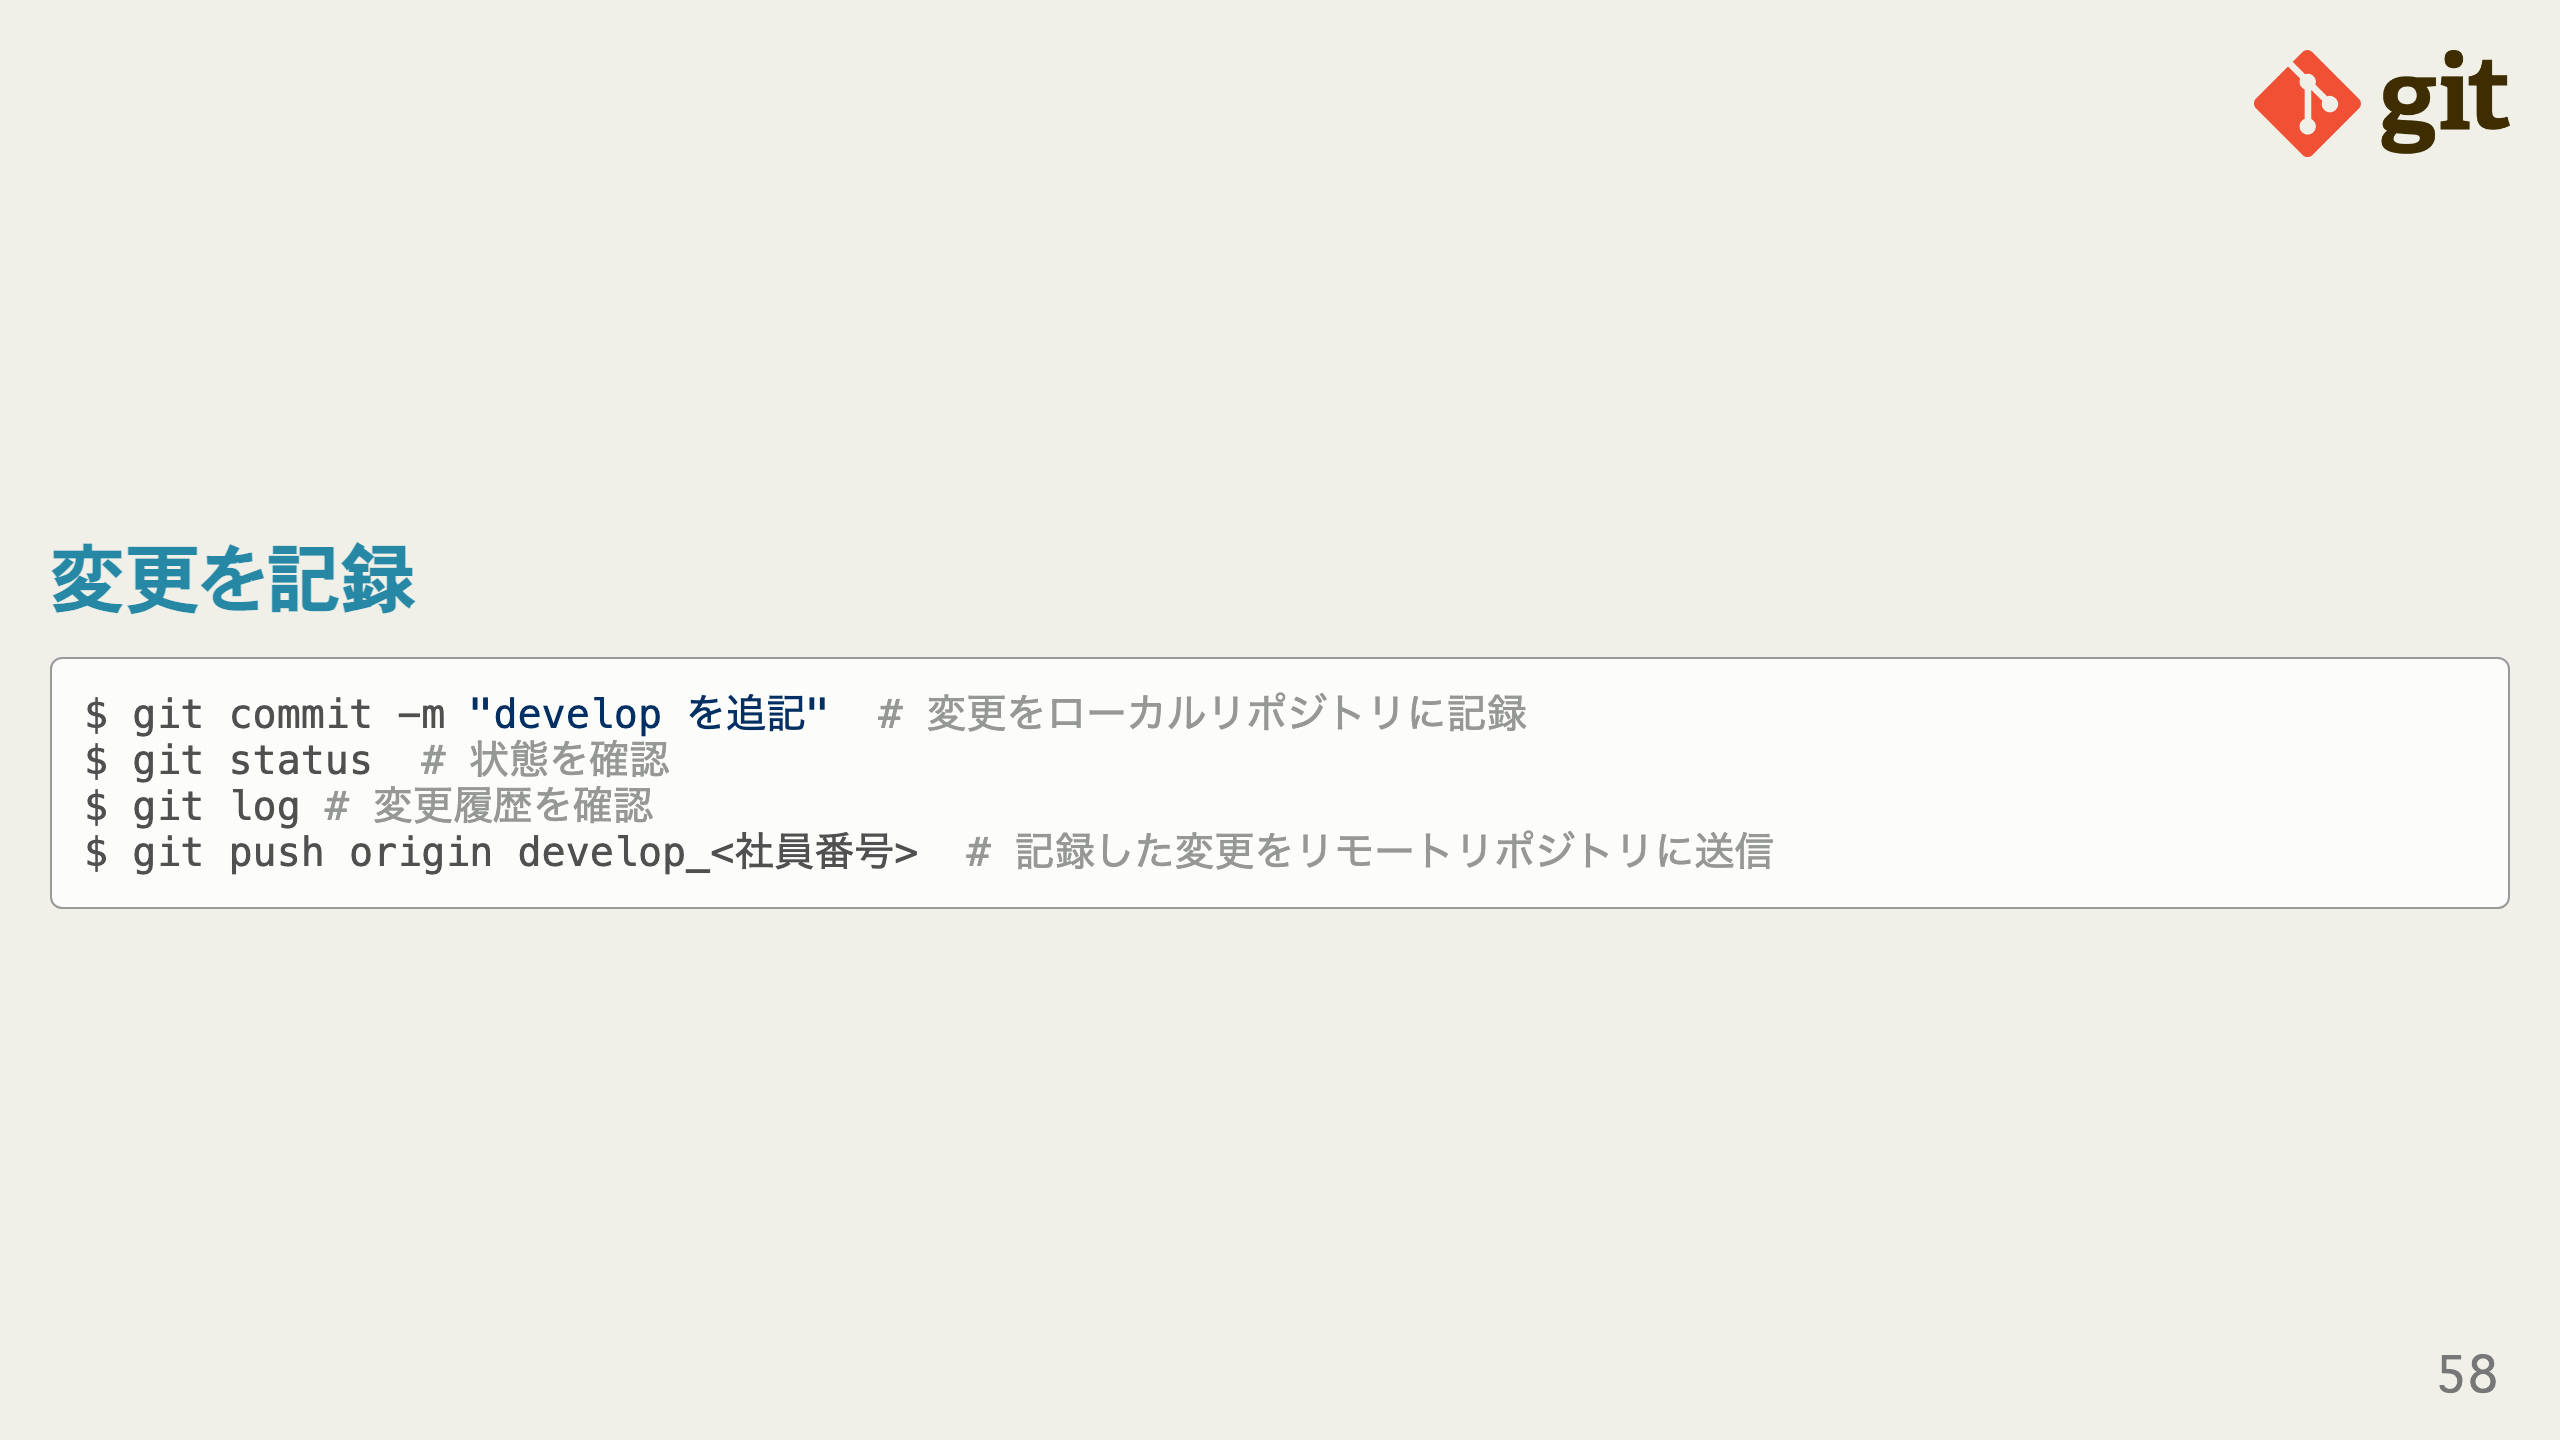 git
変更を記録
$ git commit -m "develop を追記"  # 変更をローカルリポジトリに記録
$ git status  # 状態を確認
$ git log # 変更履歴を確認
$ git push origin develop_<社員番号>  # 記録した変更をリモートリポジトリに送信
58